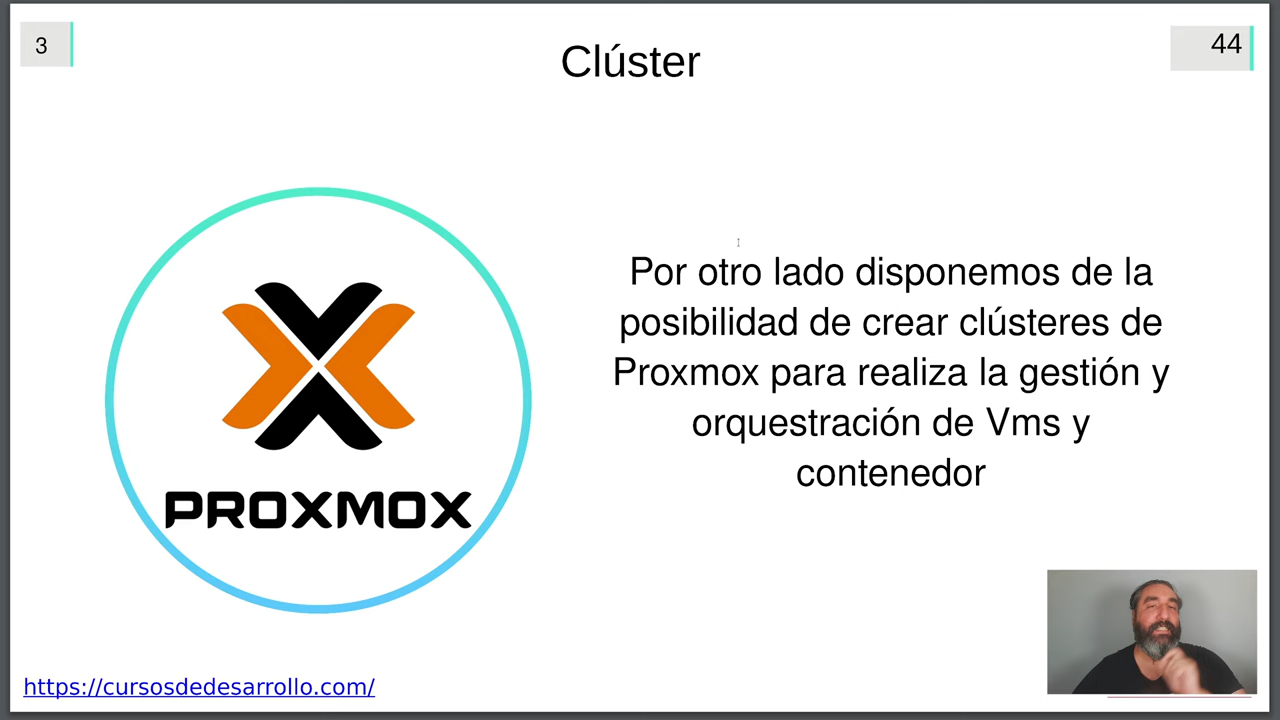 3
Clúster
44
Por otro lado disponemos de la
posibilidad de crear clústeres de
Proxmox para realiza la gestión y
orquestración de Vms y
contenedor
PROXMOX
https://cursosdedesarrollo.com/